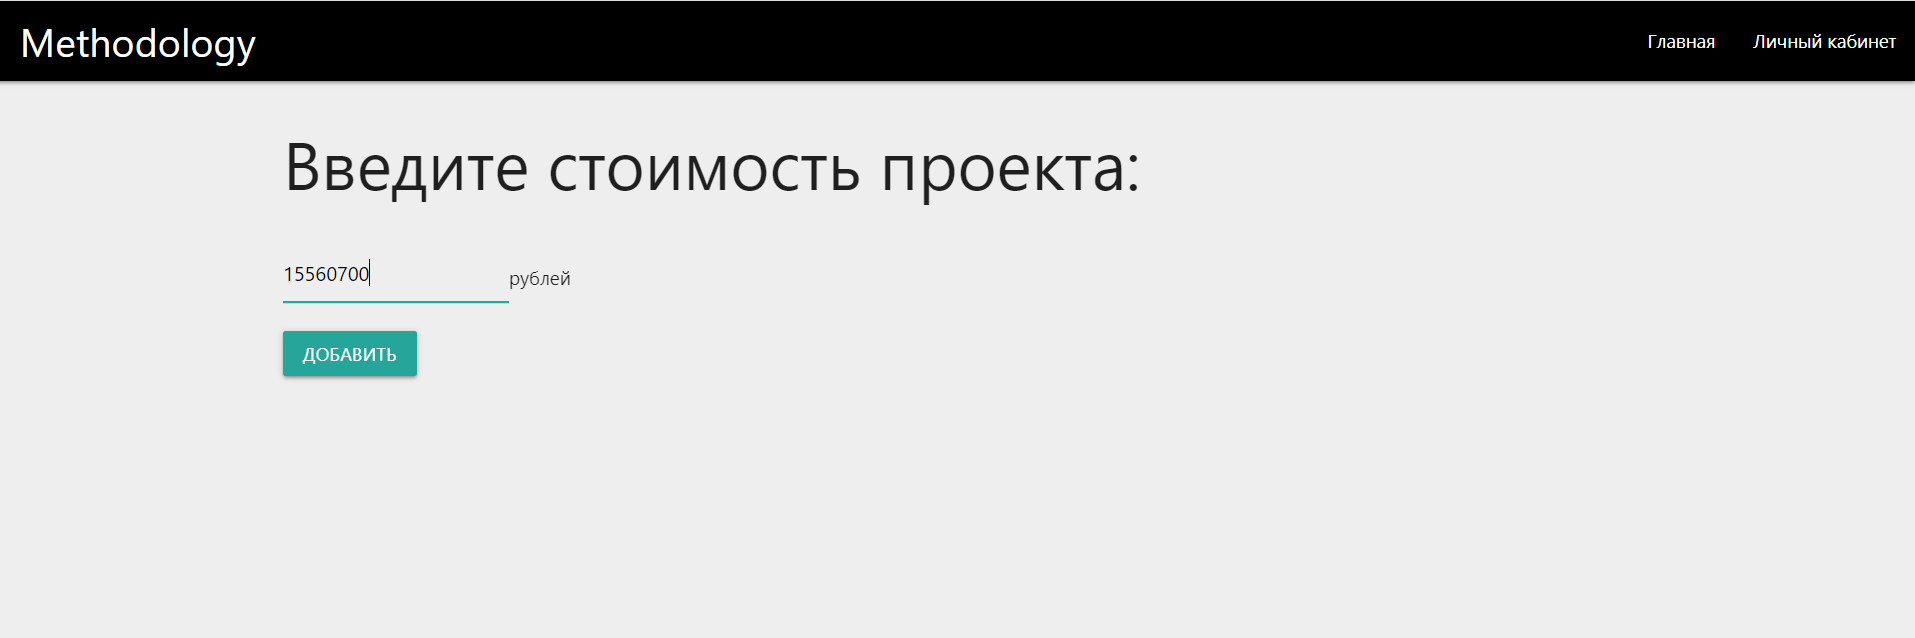 Methodology
Главная
Личный кабинет
Введите стоимость проекта:
15560700 рублей
ДОБАВИТЬ